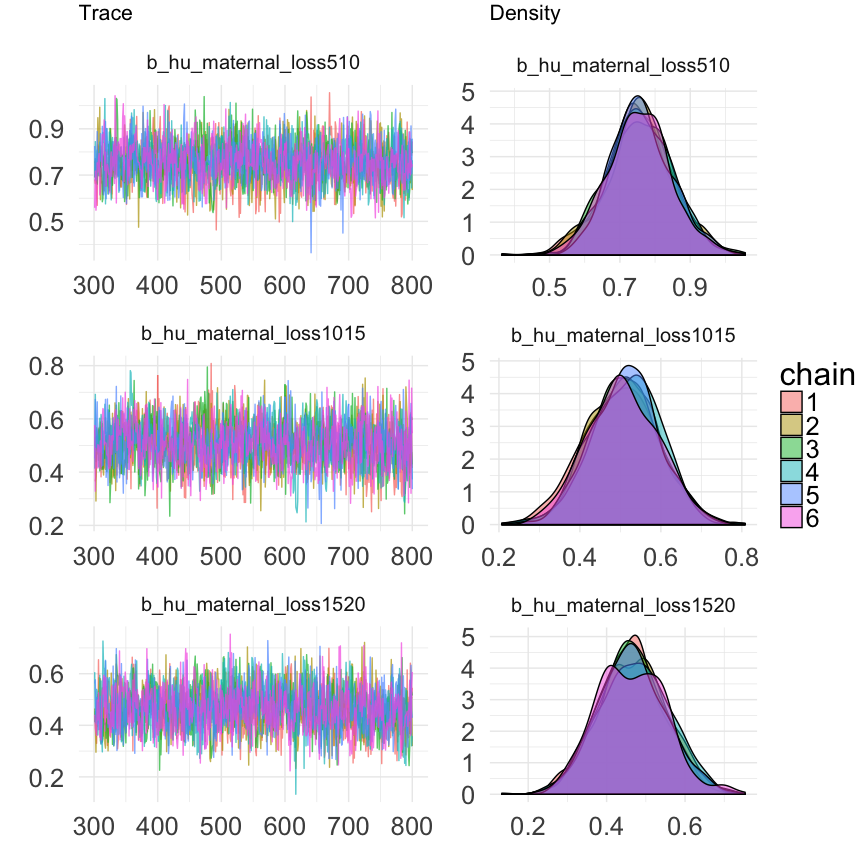 Trace
Density
b_hu_maternal_loss510
0.9
0.7
0.5
300 400 500 600 700 800
b_hu_maternal_loss510
5
4
3
2
1
0
0.5 0.7 0.9
b_hu_maternal_loss1015
0.8
0.6
0.4
0.2
300 400 500 600 700 800
b_hu_maternal_loss1015
5
4
3
2
1
0
0.2 0.4 0.6 0.8
b_hu_maternal_loss1520
0.6
0.4
0.2
300 400 500 600 700 800
b_hu_maternal_loss1520
5
4
3
2
1
0
0.2 0.4 0.6
chain
1
2
3
4
5
6